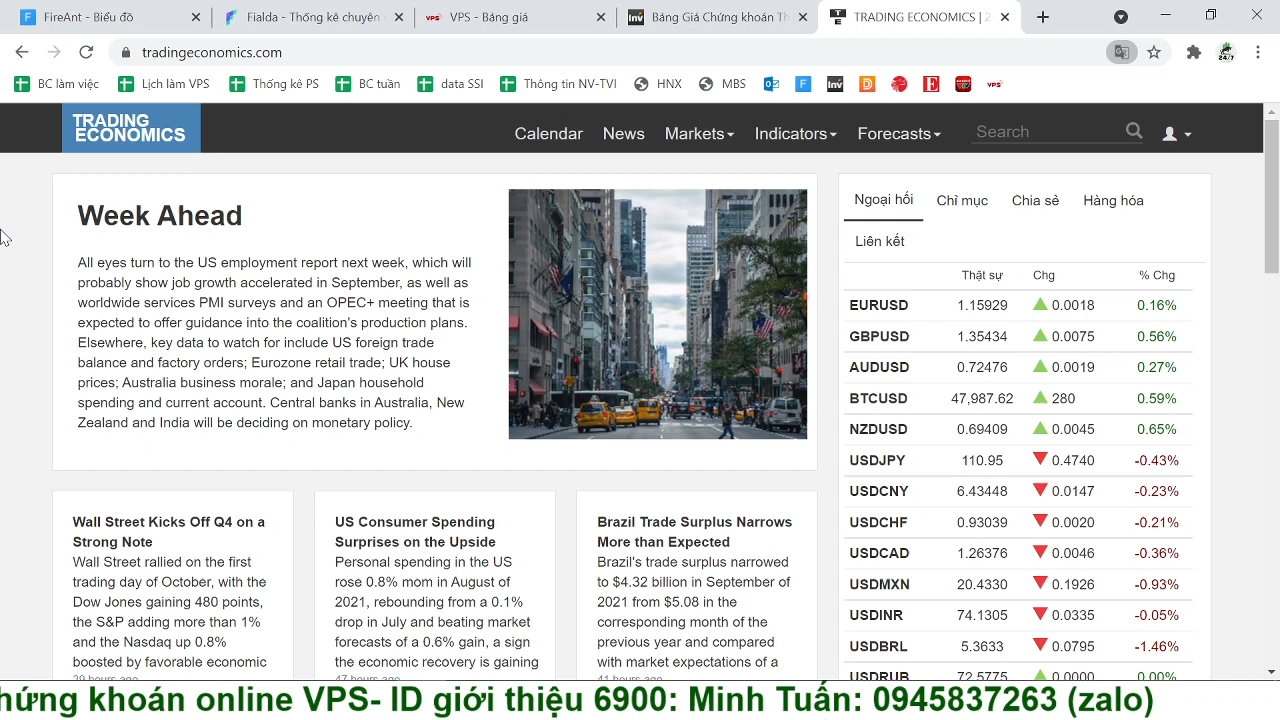 FireAnt - Biểu đồ
Fialda - Thống kê chuyên
VPS - Bảng giá
Bảng Giá Chứng khoán Th
TRADING ECONOMICS | 2
tradingeconomics.com
BC làm việc
Lịch làm VPS
Thống kê PS
BC tuần
data SSI
Thông tin NV-TVI
HNX
MBS
TRADING
ECONOMICS
Calendar News Markets Indicators Forecasts Search
Week Ahead
All eyes turn to the US employment report next week, which will
probably show job growth accelerated in September, as well as
worldwide services PMI surveys and an OPEC+ meeting that is
expected to offer guidance into the coalition's production plans.
Elsewhere, key data to watch for include US foreign trade
balance and factory orders; Eurozone retail trade; UK house
prices; Australia business morale; and Japan household
spending and current account. Central banks in Australia, New
Zealand and India will be deciding on monetary policy.
Wall Street Kicks Off Q4 on a
Strong Note
Wall Street rallied on the first
trading day of October, with the
Dow Jones gaining 480 points,
the S&P adding more than 1%
and the Nasdaq up 0.8%
boosted by favorable economic
39 hours ago
US Consumer Spending
Surprises on the Upside
Personal spending in the US
rose 0.8% mom in August of
2021, rebounding from a 0.1%
drop in July and beating market
forecasts of a 0.6% gain, a sign
the economic recovery is gaining
41 hours ago
Brazil Trade Surplus Narrows
More than Expected
Brazil's trade surplus narrowed
to $4.32 billion in September of
2021 from $5.08 in the
corresponding month of the
previous year and compared
with market expectations of a
41 hours ago
Ngoại hối Chỉ mục Chia sẻ Hàng hóa
Liên kết
Thật sự Chg % Chg
EURUSD 1.15929 0.0018 0.16%
GBPUSD 1.35434 0.0075 0.56%
AUDUSD 0.72476 0.0019 0.27%
BTCUSD 47,987.62 280 0.59%
NZDUSD 0.69409 0.0045 0.65%
USDJPY 110.95 0.4740 -0.43%
USDCNY 6.43448 0.0147 -0.23%
USDCHF 0.93039 0.0020 -0.21%
USDCAD 1.26376 0.0046 -0.36%
USDMXN 20.4330 0.1926 -0.93%
USDINR 74.1305 0.0335 -0.05%
USDBRL 5.3633 0.0795 -1.46%
USDRUB 72.5775 0.0000 0.00%
hứng khoán online VPS- ID giới thiệu 6900: Minh Tuấn: 0945837263 (zalo)